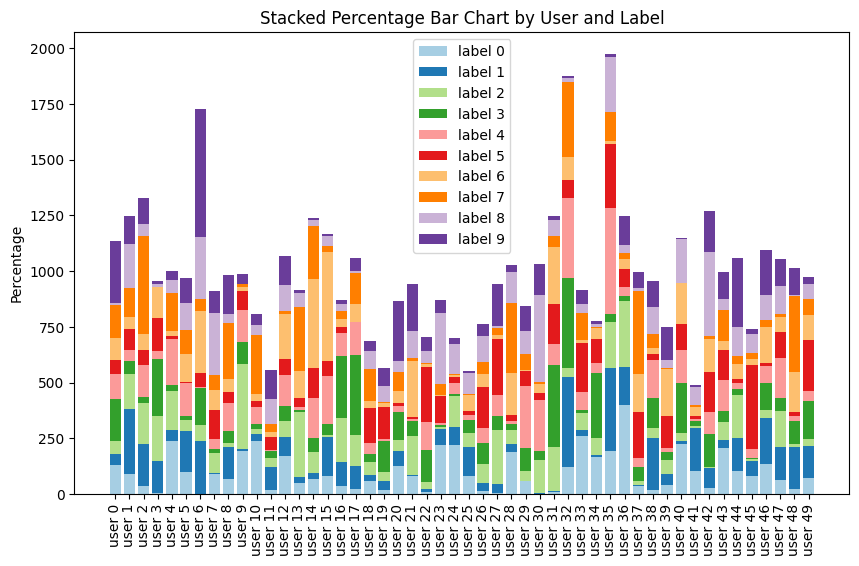 Stacked Percentage Bar Chart by User and Label
label 0
label 1
label 2
label 3
label 4
label 5
label 6
label 7
label 8
label 9
Percentage
2000
1750
1500
1250
1000
750
500
250
0
user 0
user 1
user 2
user 3
user 4
user 5
user 6
user 7
user 8
user 9
user 10
user 11
user 12
user 13
user 14
user 15
user 16
user 17
user 18
user 19
user 20
user 21
user 22
user 23
user 24
user 25
user 26
user 27
user 28
user 29
user 30
user 31
user 32
user 33
user 34
user 35
user 36
user 37
user 38
user 39
user 40
user 41
user 42
user 43
user 44
user 45
user 46
user 47
user 48
user 49